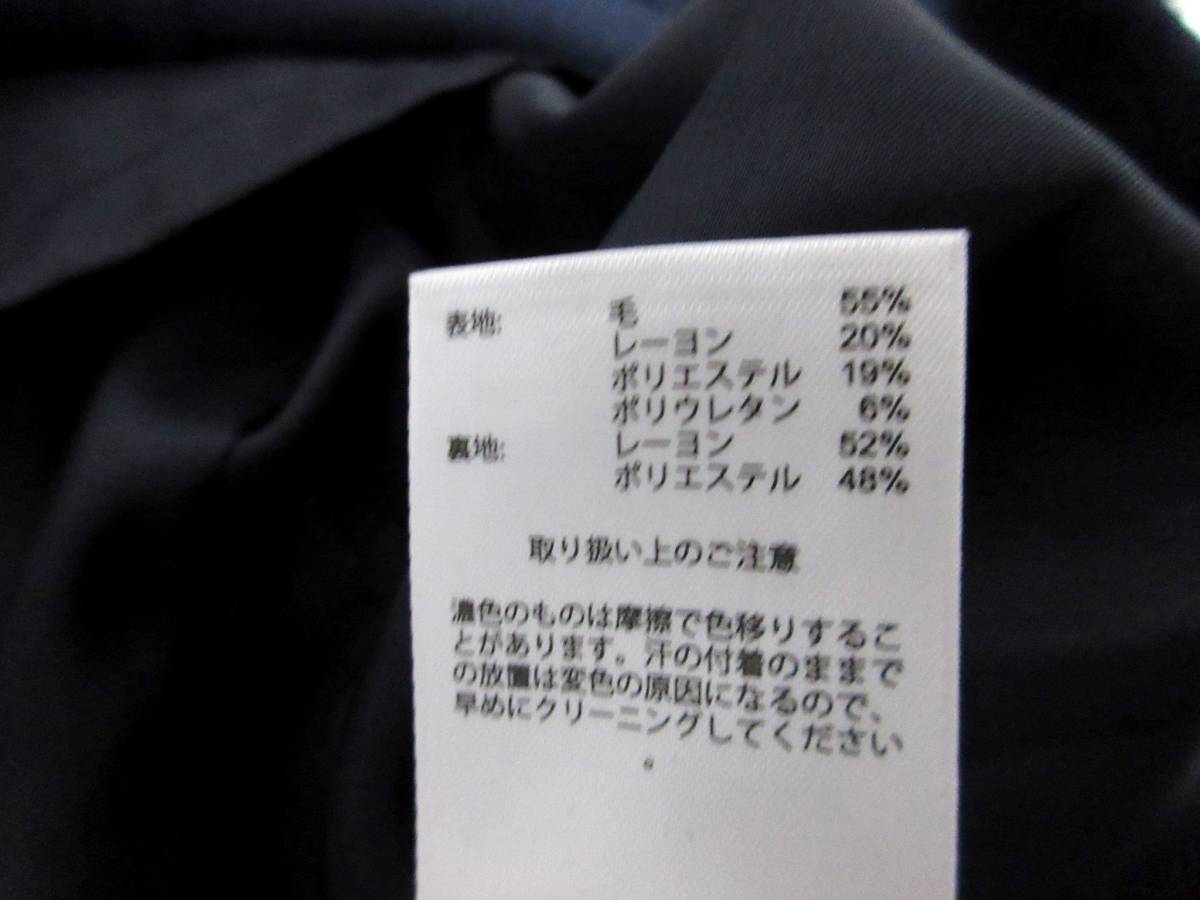 表地: 毛 55%
レーヨン 20%
ポリエステル 19%
ポリウレタン 6%
裏地: レーヨン 52%
ポリエステル 48%
取り扱い上のご注意
濃色のものは摩擦で色移りするこ
とがあります。汗の付着のままで
の放置は変色の原因になるので、
早めにクリーニングしてください
。